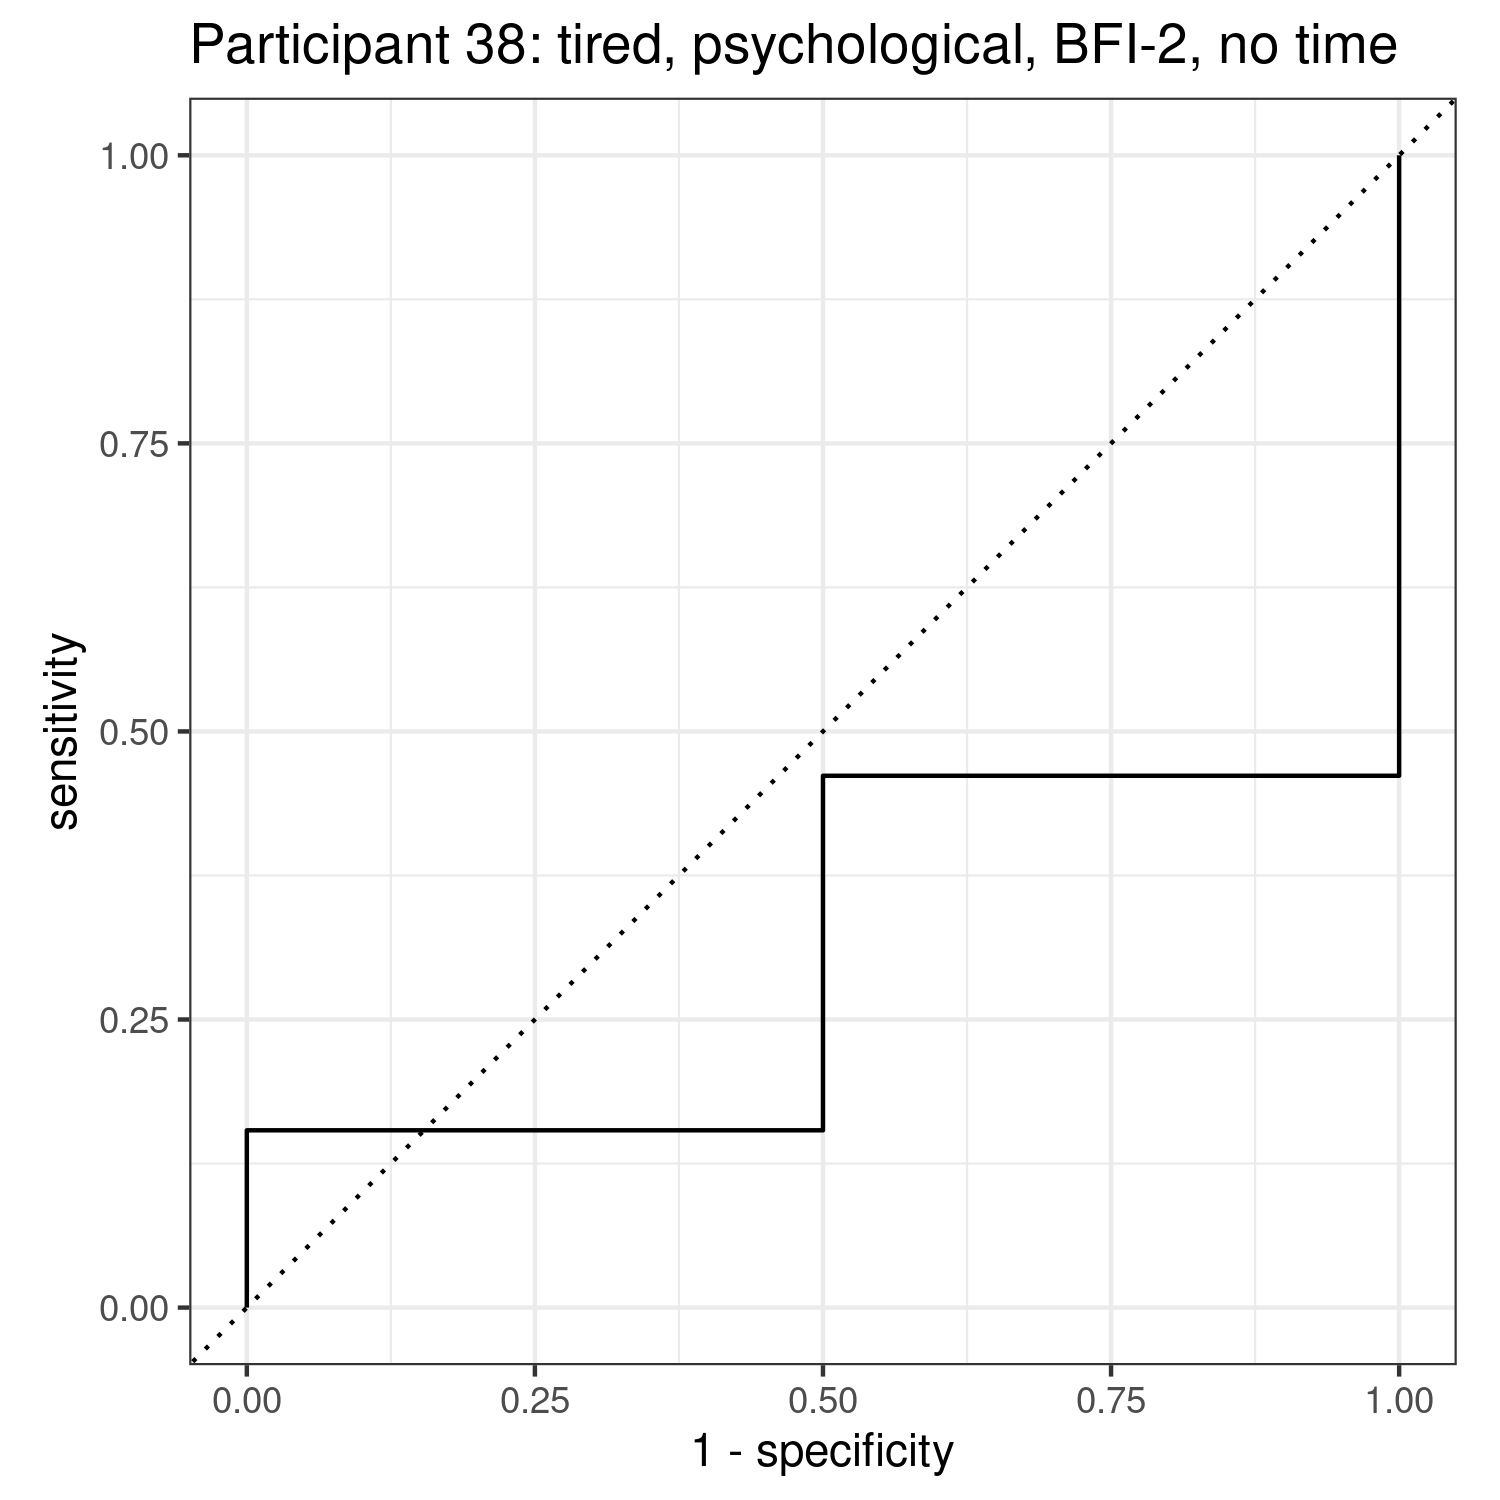 Participant 38: tired, psychological, BFI-2, no time
1.00
0.75
0.50
0.25
0.00
sensitivity
0.00 0.25 0.50 0.75 1.00
1 - specificity